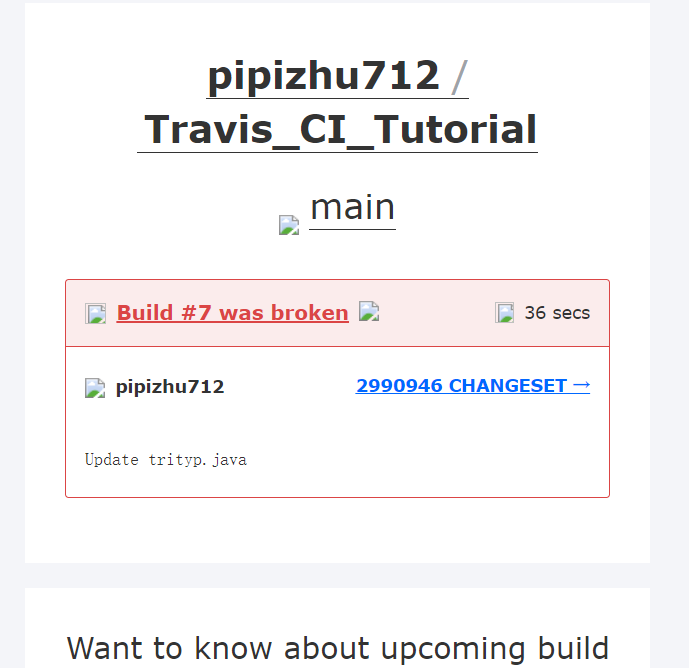 pipizhu712 /
Travis_CI_Tutorial
main
Build #7 was broken
36 secs
pipizhu712
2990946 CHANGESET →
Update trityp.java
Want to know about upcoming build